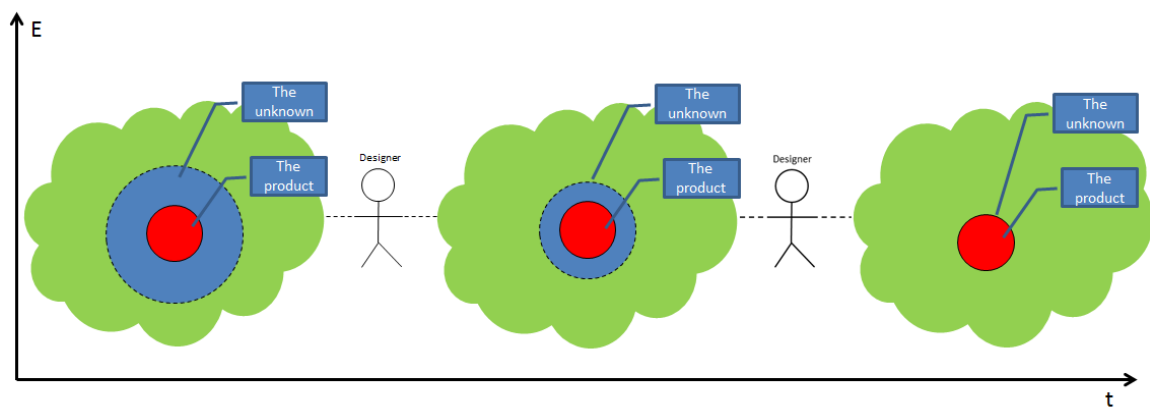 E
The
unknown
The
product
Designer
The
unknown
The
product
Designer
The
unknown
The
product
t